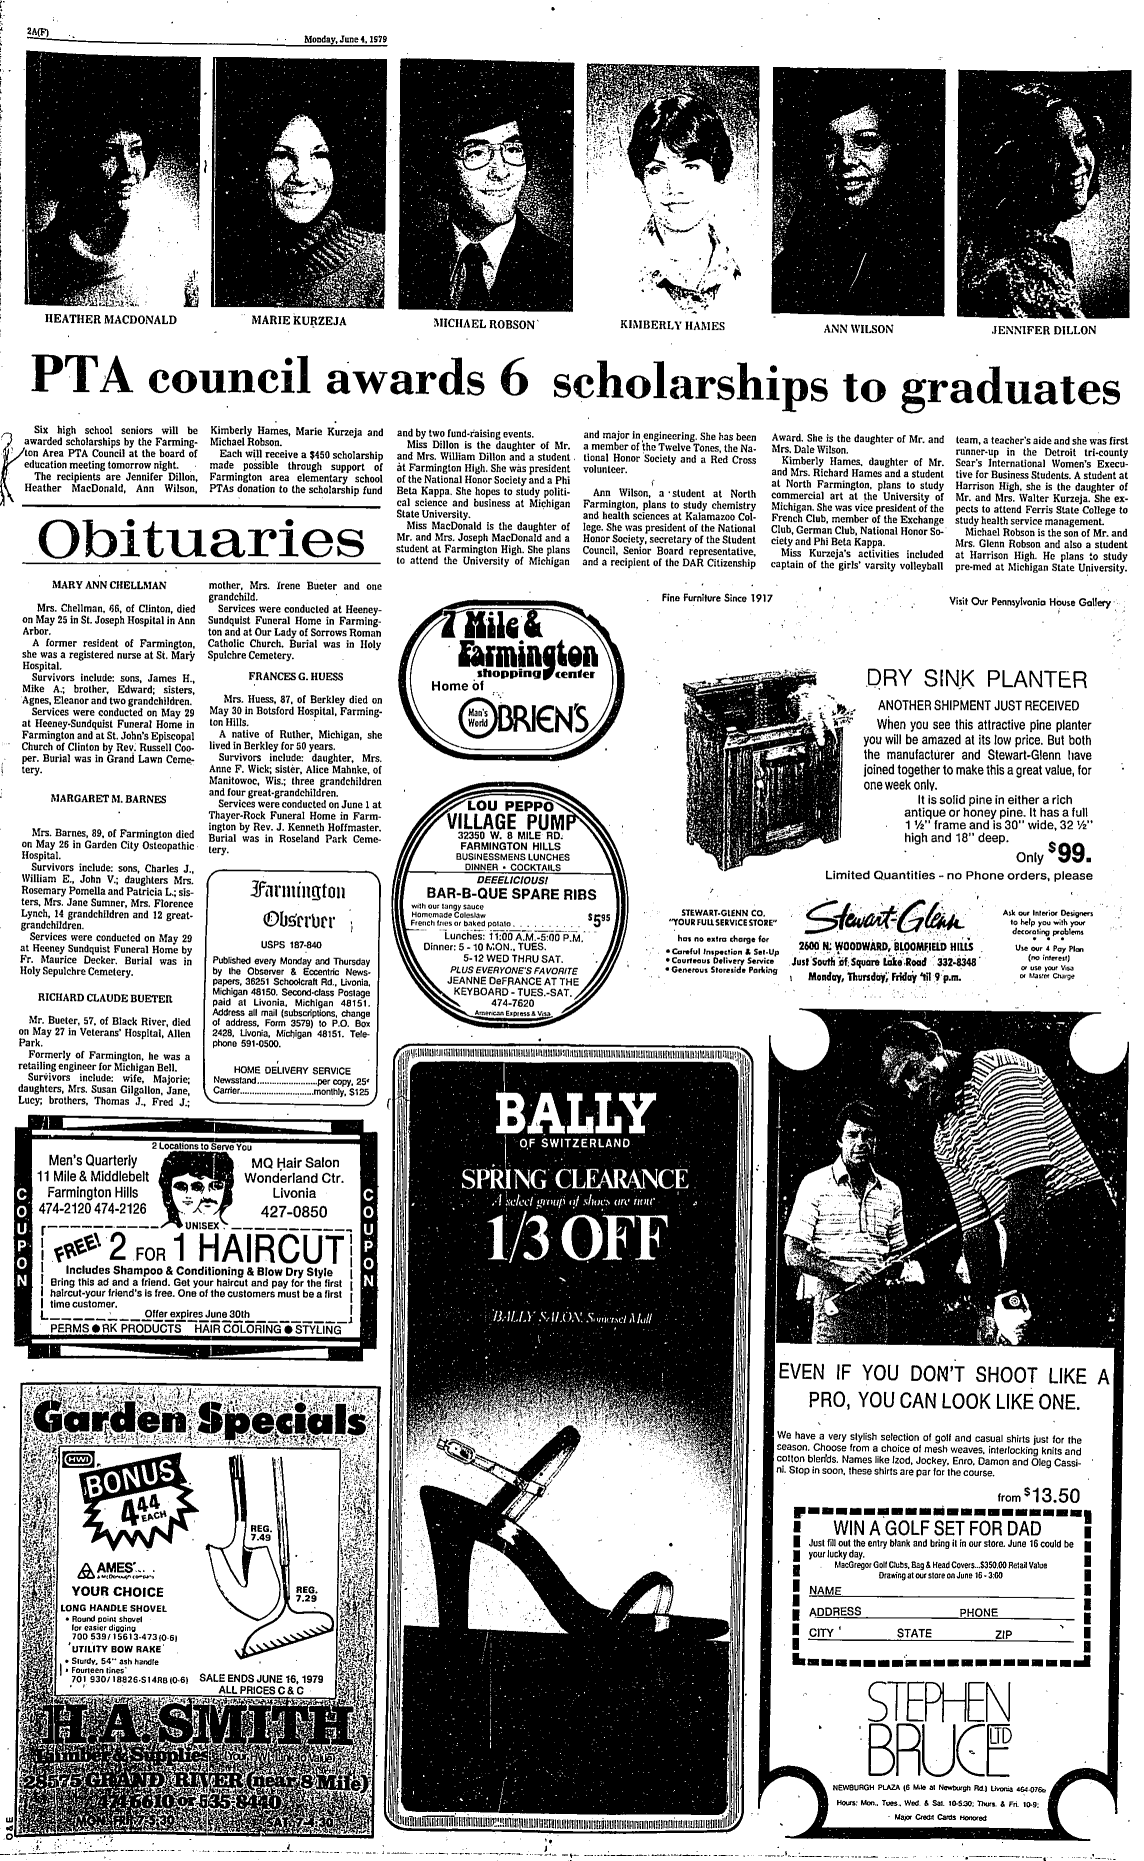 2A(F)
Monday, June 4, 1979
HEATHER MACDONALD
MARIE KURZEJA
MICHAEL ROBSON
KIMBERLY HAMES
ANN WILSON
JENNIFER DILLON
PTA council awards 6 scholarships to graduates
Six high school seniors will be
awarded scholarships by the Farming-
ton Area PTA Council at the board of
education meeting tomorrow night.
The recipients are Jennifer Dillon,
Heather MacDonald, Ann Wilson,
Kimberly Hames, Marie Kurzeja and
Michael Robson.
Each will receive a $450 scholarship
made possible through support of
Farmington area elementary school
PTAs donation to the scholarship fund
and by two fund-raising events.
Miss Dillon is the daughter of Mr.
and Mrs. William Dillon and a student
at Farmington High. She was president
of the National Honor Society and a Phi
Beta Kappa. She hopes to study politi-
cal science and business at Michigan
State University.
Miss MacDonald is the daughter of
Mr. and Mrs. Joseph MacDonald and a
student at Farmington High. She plans
to attend the University of Michigan
and major in engineering. She has been
a member of the Twelve Tones, the Na-
tional Honor Society and a Red Cross
volunteer.
Ann Wilson, a student at North
Farmington, plans to study chemistry
and health sciences at Kalamazoo Col-
lege. She was president of the National
Honor Society, secretary of the Student
Council, Senior Board representative,
and a recipient of the DAR Citizenship
Award. She is the daughter of Mr. and
Mrs. Dale Wilson.
Kimberly Hames, daughter of Mr.
and Mrs. Richard Hames and a student
at North Farmington, plans to study
commercial art at the University of
Michigan. She was vice president of the
French Club, member of the Exchange
Club, German Club, National Honor So-
ciety and Phi Beta Kappa.
Miss Kurzeja's activities included
captain of the girls' varsity volleyball
team, a teacher's aide and she was first
runner-up in the Detroit tri-county
Sear's International Women's Execu-
tive for Business Students. A student at
Harrison High, she is the daughter of
Mr. and Mrs. Walter Kurzeja. She ex-
pects to attend Ferris State College to
study health service management.
Michael Robson is the son of Mr. and
Mrs. Glenn Robson and also a student
at Harrison High. He plans to study
pre-med at Michigan State University.
Obituaries
MARY ANN CHELLMAN
Mrs. Chellman, 66, of Clinton, died
on May 25 in St. Joseph Hospital in Ann
Arbor.
A former resident of Farmington,
she was a registered nurse at St. Mary
Hospital.
Survivors include: sons, James H.,
Mike A.; brother, Edward; sisters,
Agnes, Eleanor and two grandchildren.
Services were conducted on May 29
at Heeney-Sundquist Funeral Home in
Farmington and at St. John's Episcopal
Church of Clinton by Rev. Russell Coo-
per. Burial was in Grand Lawn Ceme-
tery.
MARGARET M. BARNES
Mrs. Barnes, 89, of Farmington died
on May 26 in Garden City Osteopathic
Hospital.
Survivors include: sons, Charles J.,
William E., John V.; daughters Mrs.
Rosemary Pomella and Patricia L.; sis-
ters, Mrs. Jane Sumner, Mrs. Florence
Lynch, 14 grandchildren and 12 great-
grandchildren.
Services were conducted on May 29
at Heeney Sundquist Funeral Home by
Fr. Maurice Decker. Burial was in
Holy Sepulchre Cemetery.
RICHARD CLAUDE BUETER
Mr. Bueter, 57, of Black River, died
on May 27 in Veterans' Hospital, Allen
Park.
Formerly of Farmington, he was a
retailing engineer for Michigan Bell.
Survivors include: wife, Majorie;
daughters, Mrs. Susan Gilgallon, Jane,
Lucy; brothers, Thomas J., Fred J.;
mother, Mrs. Irene Bueter and one
grandchild.
Services were conducted at Heeney-
Sundquist Funeral Home in Farming-
ton and at Our Lady of Sorrows Roman
Catholic Church. Burial was in Holy
Spulchre Cemetery.
FRANCES G. HUESS
Mrs. Huess, 87, of Berkley died on
May 30 in Botsford Hospital, Farming-
ton Hills.
A native of Ruther, Michigan, she
lived in Berkley for 50 years.
Survivors include: daughter, Mrs.
Anne F. Wick; sister, Alice Mahnke, of
Manitowoc, Wis.; three grandchildren
and four great-grandchildren.
Services were conducted on June 1 at
Thayer-Rock Funeral Home in Farm-
ington by Rev. J. Kenneth Hoffmaster.
Burial was in Roseland Park Ceme-
tery.
Farmington
Observer
USPS 187-840
Published every Monday and Thursday
by the Observer & Eccentric News-
papers, 36251 Schoolcraft Rd., Livonia,
Michigan 48150. Second-class Postage
paid at Livonia, Michigan 48151.
Address all mail (subscriptions, change
of address, Form 3579) to P.O. Box
2428, Livonia, Michigan 48151. Tele-
phone 591-0500.
HOME DELIVERY SERVICE
Newsstand..........per copy, 25¢
Carrier..........monthly, $1.25
7 Mile &
Farmington
shopping center
Home of
Man's World O'BRIEN'S
LOU PEPPO
VILLAGE PUMP
32350 W. 8 MILE RD.
FARMINGTON HILLS
BUSINESSMENS LUNCHES
DINNER • COCKTAILS
DEEELICIOUS!
BAR-B-QUE SPARE RIBS
with our tangy sauce
Homemade Coleslaw
French fries or baked potato $5.95
Lunches: 11:00 A.M.-5:00 P.M.
Dinner: 5 - 10 MON., TUES.
5-12 WED THRU SAT.
PLUS EVERYONE'S FAVORITE
JEANNE DeFRANCE AT THE
KEYBOARD - TUES.-SAT.
474-7620
American Express & Visa
Fine Furniture Since 1917
Visit Our Pennsylvania House Gallery
DRY SINK PLANTER
ANOTHER SHIPMENT JUST RECEIVED
When you see this attractive pine planter
you will be amazed at its low price. But both
the manufacturer and Stewart-Glenn have
joined together to make this a great value, for
one week only.
It is solid pine in either a rich
antique or honey pine. It has a full
1 ½" frame and is 30" wide, 32 ½"
high and 18" deep.
Only $99.
Limited Quantities - no Phone orders, please
STEWART-GLENN CO.
"YOUR FULL SERVICE STORE"
has no extra charge for
• Careful Inspection & Set-Up
• Courteous Delivery Service
• Generous Storeside Parking
Stewart-Glenn
2600 N. WOODWARD, BLOOMFIELD HILLS
Just South of Square Lake Road 332-8348
Monday, Thursday, Friday 'til 9 p.m.
Ask our Interior Designers
to help you with your
decorating problems
Use our 4 Pay Plan
(no interest)
or use your Visa
or Master Charge
COUPON
2 Locations to Serve You
Men's Quarterly
11 Mile & Middlebelt
Farmington Hills
474-2120 474-2126
MQ Hair Salon
Wonderland Ctr.
Livonia
427-0850
UNISEX
FREE! 2 FOR 1 HAIRCUT
Includes Shampoo & Conditioning & Blow Dry Style
Bring this ad and a friend. Get your haircut and pay for the first
haircut-your friend's is free. One of the customers must be a first
time customer.
Offer expires June 30th
PERMS ● RK PRODUCTS HAIR COLORING ● STYLING
COUPON
Garden Specials
HWI
BONUS
4.44
EACH
AMES
A McDonough company
YOUR CHOICE
LONG HANDLE SHOVEL
• Round point shovel
for easier digging
700 539/15613-473 (0-6)
UTILITY BOW RAKE
• Sturdy, 54" ash handle
• Fourteen tines
701 930/18826-S14RB (0-6)
REG.
7.49
REG.
7.29
SALE ENDS JUNE 16, 1979
ALL PRICES C & C
H.A. SMITH
Lumber & Supplies
28575 GRAND RIVER (near 8 Mile)
474-6610 or 535-8440
O&E
BALLY
OF SWITZERLAND
SPRING CLEARANCE
A select group of shoes are now
1/3 OFF
BALLY SALON, Somerset Mall
EVEN IF YOU DON'T SHOOT LIKE A
PRO, YOU CAN LOOK LIKE ONE.
We have a very stylish selection of golf and casual shirts just for the
season. Choose from a choice of mesh weaves, interlocking knits and
cotton blends. Names like Izod, Jockey, Enro, Damon and Oleg Cassi-
ni. Stop in soon, these shirts are par for the course.
from $13.50
WIN A GOLF SET FOR DAD
Just fill out the entry blank and bring it in our store. June 16 could be
your lucky day.
MacGregor Golf Clubs, Bag & Head Covers...$350.00 Retail Value
Drawing at our store on June 16 - 3:00
NAME
ADDRESS PHONE
CITY STATE ZIP
STEPHEN
BRUCE LTD
NEWBURGH PLAZA (6 Mile at Newburgh Rd.) Livonia 464-0760
Hours: Mon., Tues., Wed. & Sat. 10-5:30; Thurs. & Fri. 10-9;
Major Credit Cards Honored